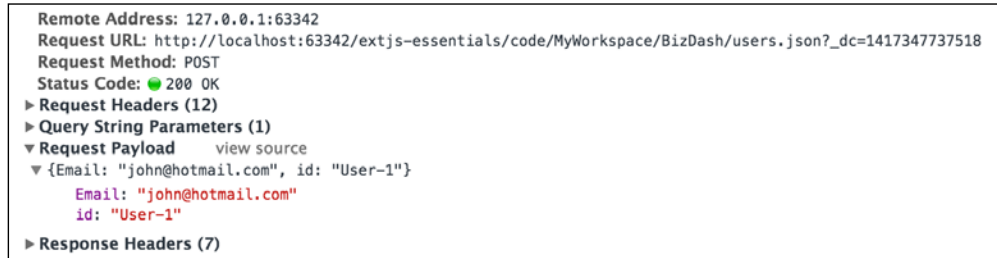 Remote Address: 127.0.0.1:63342
Request URL: http://localhost:63342/extjs-essentials/code/MyWorkspace/BizDash/users.json?_dc=1417347737518
Request Method: POST
Status Code: 200 OK
Request Headers (12)
Query String Parameters (1)
Request Payload view source
{Email: "john@hotmail.com", id: "User-1"}
Email: "john@hotmail.com"
id: "User-1"
Response Headers (7)